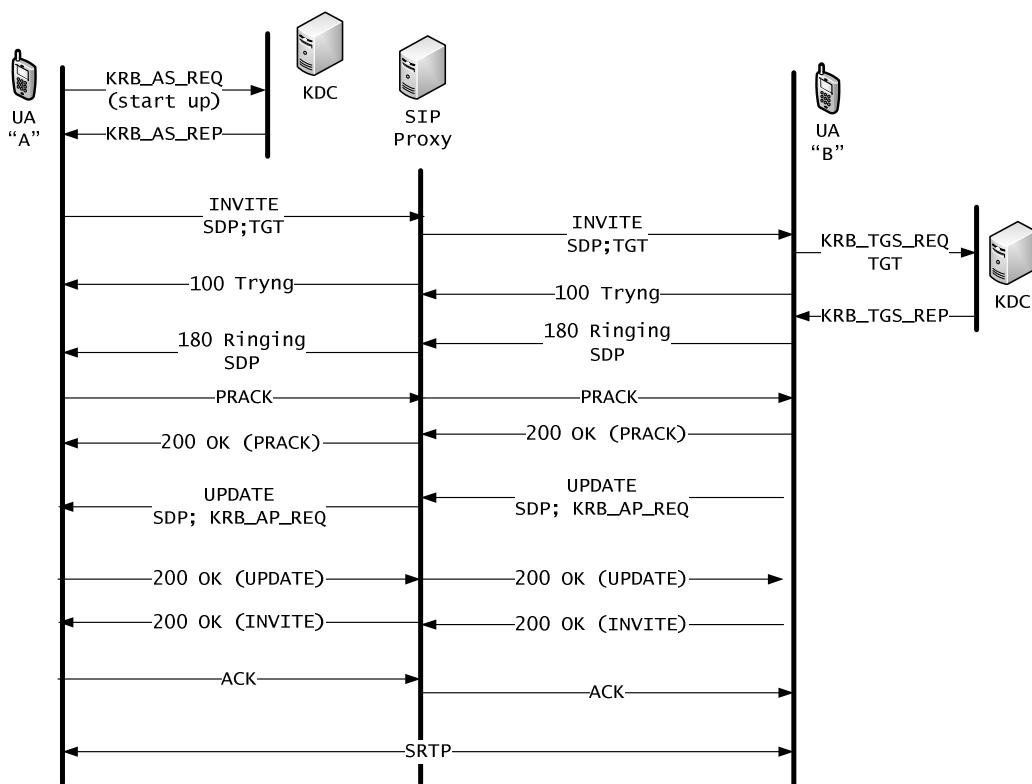 KRB_AS_REQ
(start up)
KRB_AS_REP
KDC
SIP
Proxy
UA
“A”
UA
“B”
INVITE
SDP;TGT
INVITE
SDP;TGT
KRB_TGS_REQ
TGT
KDC
100 Tryng
100 Tryng
KRB_TGS_REP
180 Ringing
SDP
180 Ringing
SDP
PRACK
PRACK
200 OK (PRACK)
200 OK (PRACK)
UPDATE
SDP; KRB_AP_REQ
UPDATE
SDP; KRB_AP_REQ
200 OK (UPDATE)
200 OK (UPDATE)
200 OK (INVITE)
200 OK (INVITE)
ACK
ACK
SRTP